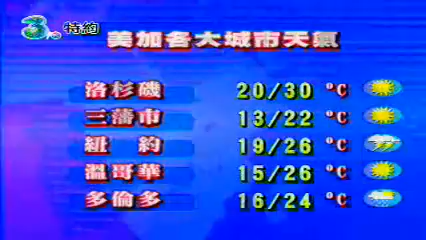 3 特約
美加各大城市天氣
洛杉磯 20/30 °C
三藩市 13/22 °C
紐約 19/26 °C
溫哥華 15/26 °C
多倫多 16/24 °C